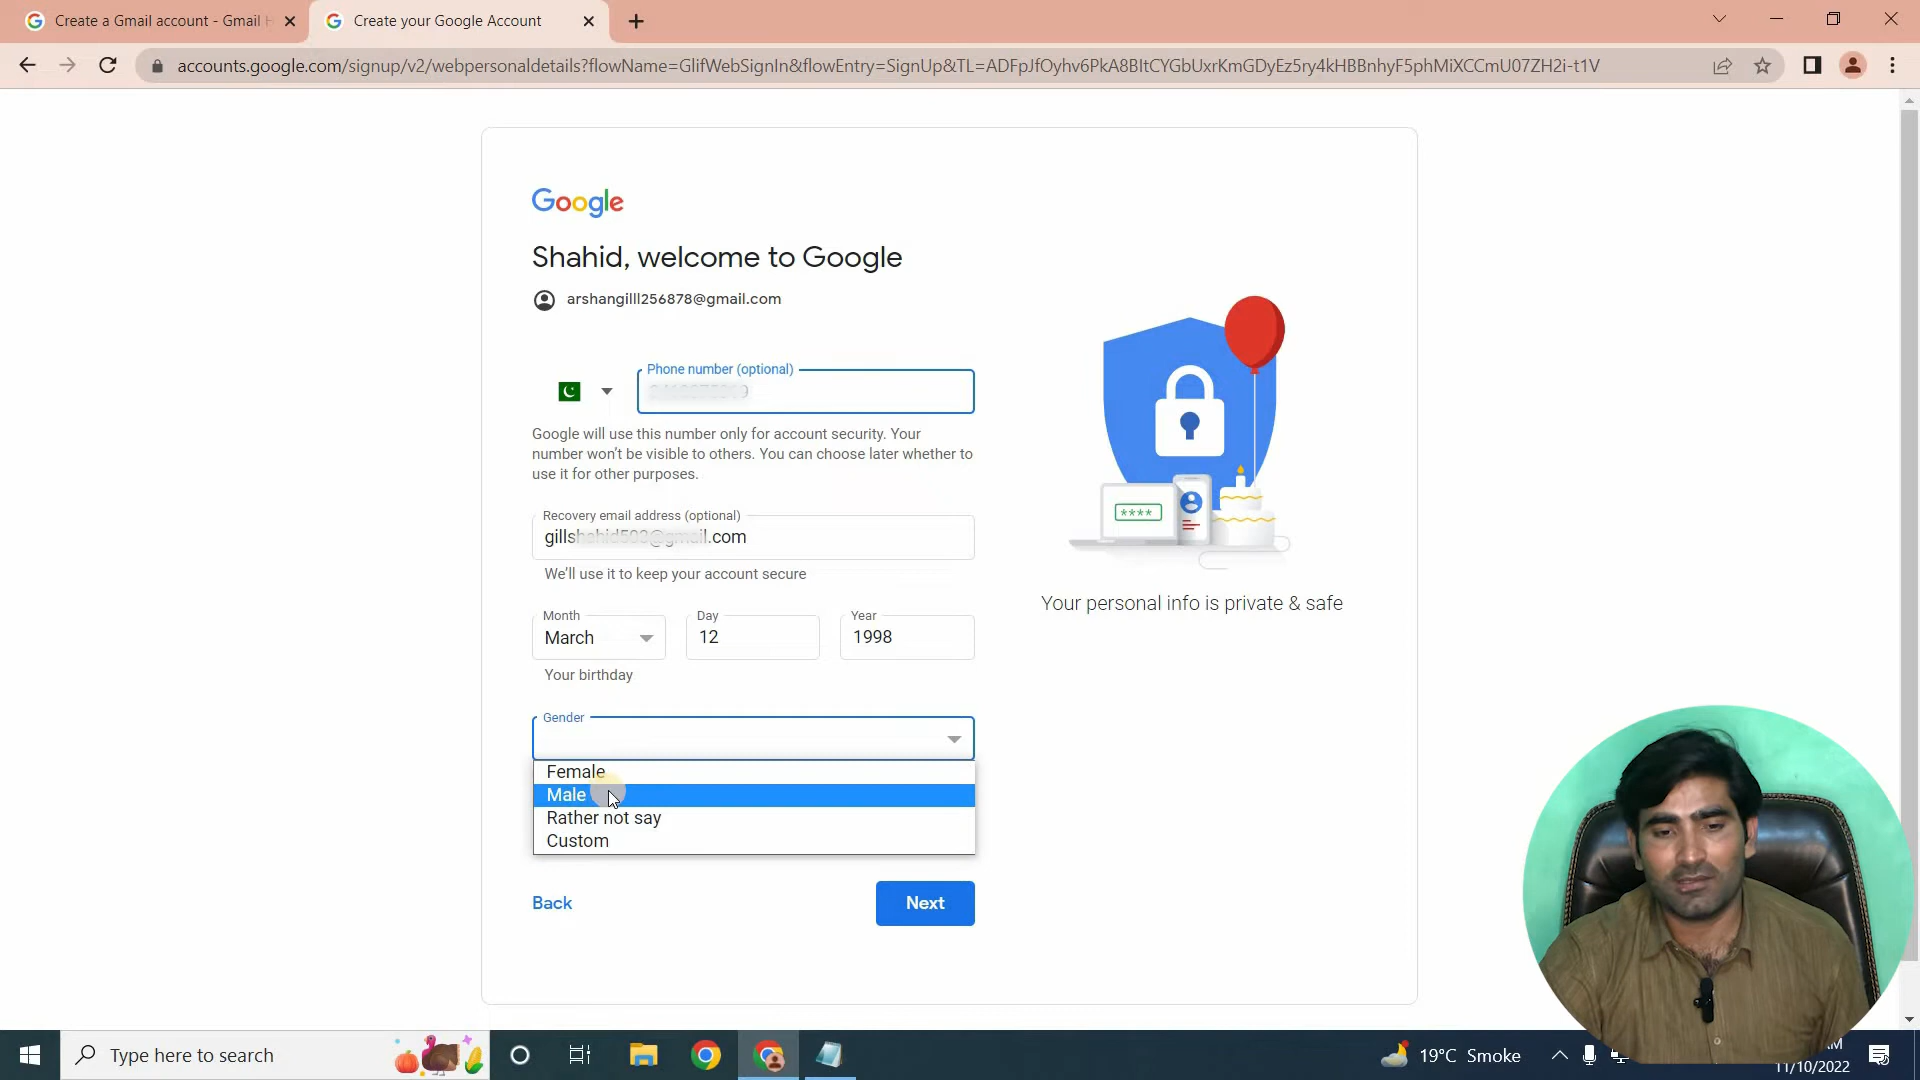 Create a Gmail account - Gmail H
Create your Google Account
accounts.google.com/signup/v2/webpersonaldetails?flowName=GlifWebSignIn&flowEntry=SignUp&TL=ADFpJfOyhv6PkA8BItCYGbUxrKmGDyEz5ry4kHBBnhyF5phMiXCCmU07ZH2i-t1V
Google
Shahid, welcome to Google
arshangilll256878@gmail.com
Phone number (optional)
Google will use this number only for account security. Your
number won't be visible to others. You can choose later whether to
use it for other purposes.
Recovery email address (optional)
We'll use it to keep your account secure
Month
Day
Year
March
12
1998
Your birthday
Gender
Female
Male
Rather not say
Custom
Back
Next
****
Your personal info is private & safe
Type here to search
19°C Smoke
11/10/2022